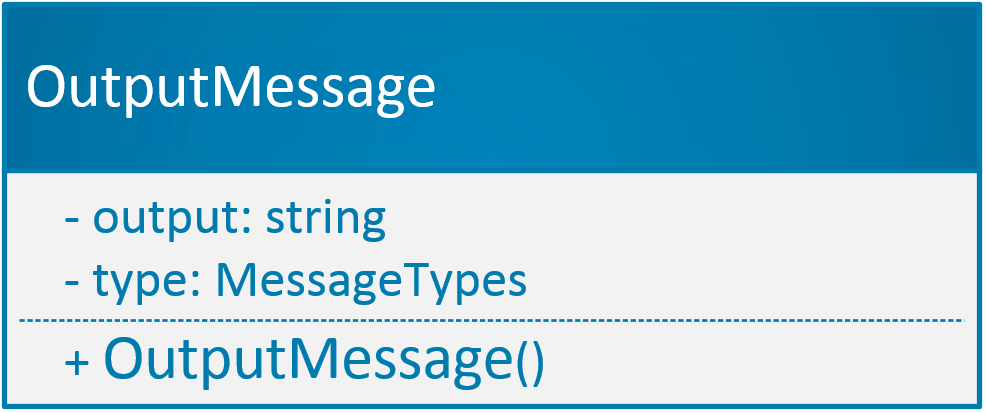 OutputMessage
- output: string
- type: MessageTypes
+ OutputMessage()